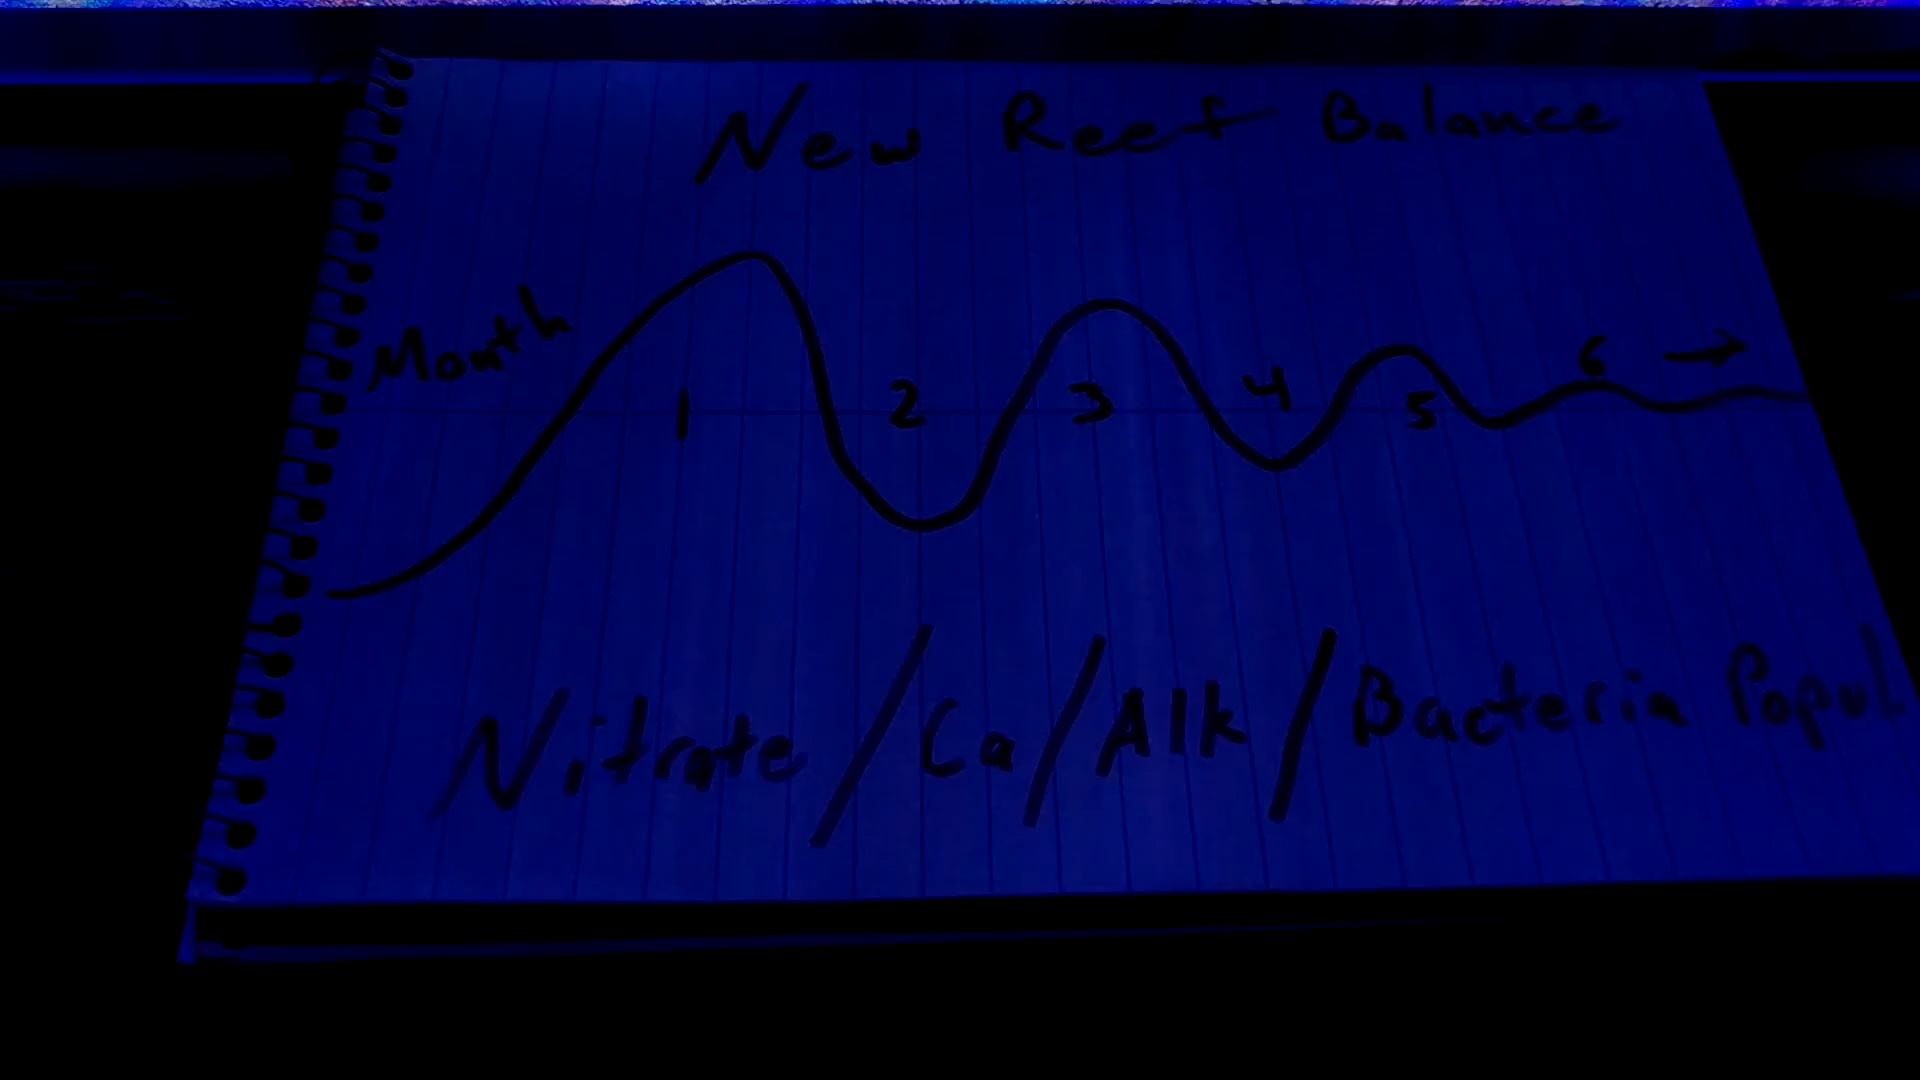 New Reef Balance
Month
1 2 3 4 5 6 →
Nitrate / Ca / Alk / Bacteria Popul